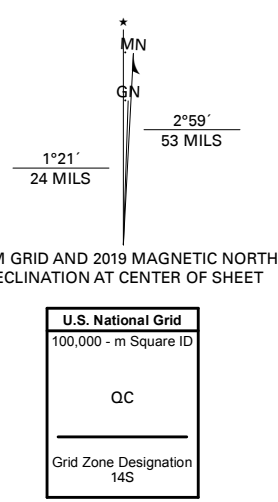 ★
MN
GN
2°59´
53 MILS
1°21´
24 MILS
M GRID AND 2019 MAGNETIC NORTH
ECLINATION AT CENTER OF SHEET
U.S. National Grid
100,000 - m Square ID
QC
Grid Zone Designation
14S